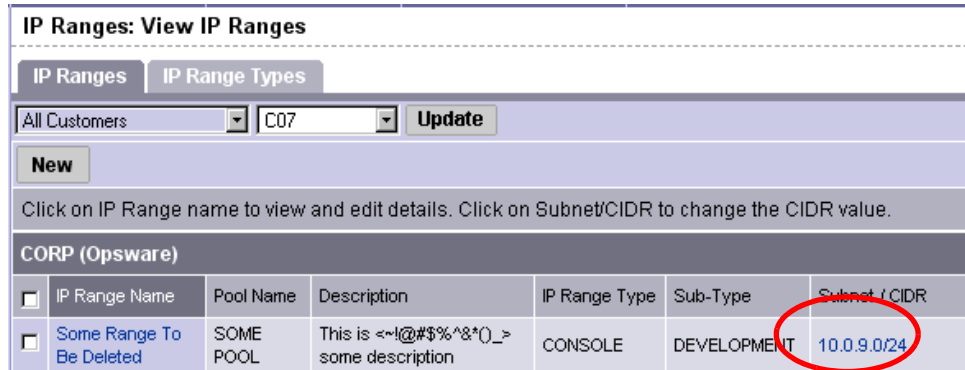 IP Ranges: View IP Ranges
IP Ranges IP Range Types
All Customers C07 Update
New
Click on IP Range name to view and edit details. Click on Subnet/CIDR to change the CIDR value.
CORP (Opsware)
IP Range Name Pool Name Description IP Range Type Sub-Type Subnet / CIDR
Some Range To SOME This is <~!@#$%^&*()_> CONSOLE DEVELOPMENT 10.0.9.0/24
Be Deleted POOL some description